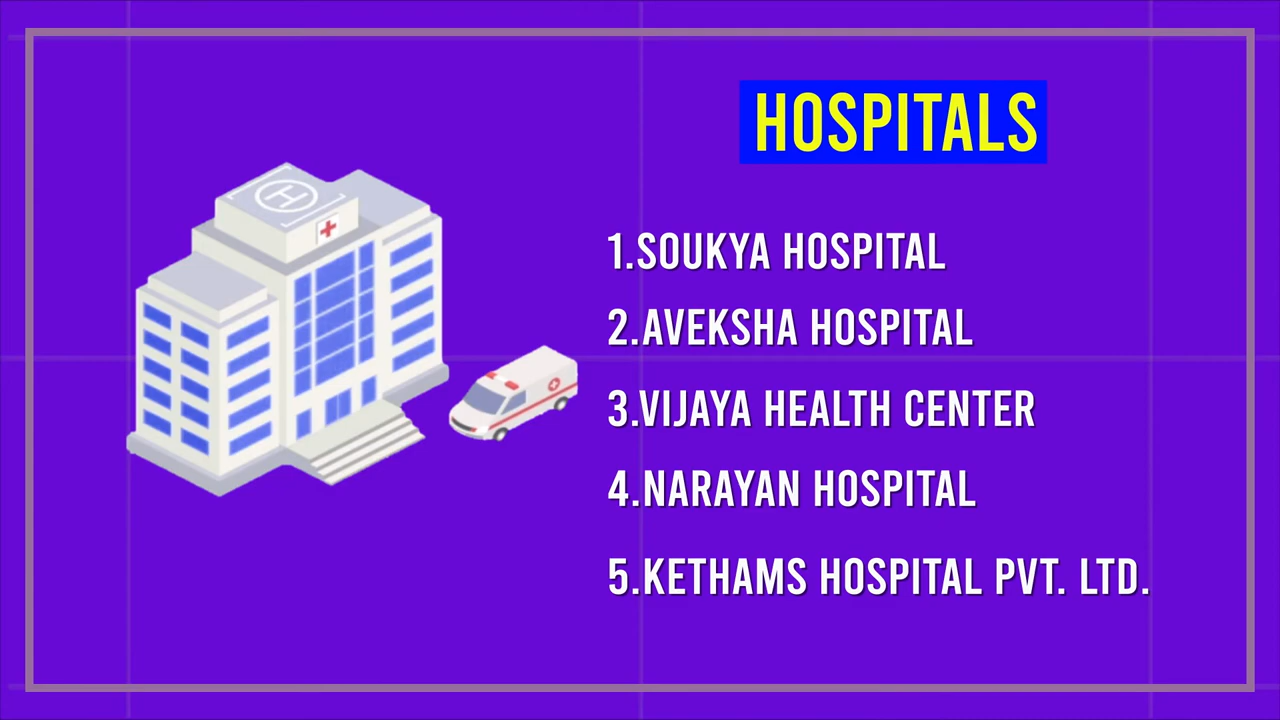 HOSPITALS
1.SOUKYA HOSPITAL
2.AVEKSHA HOSPITAL
3.VIJAYA HEALTH CENTER
4.NARAYAN HOSPITAL
5.KETHAMS HOSPITAL PVT. LTD.
H